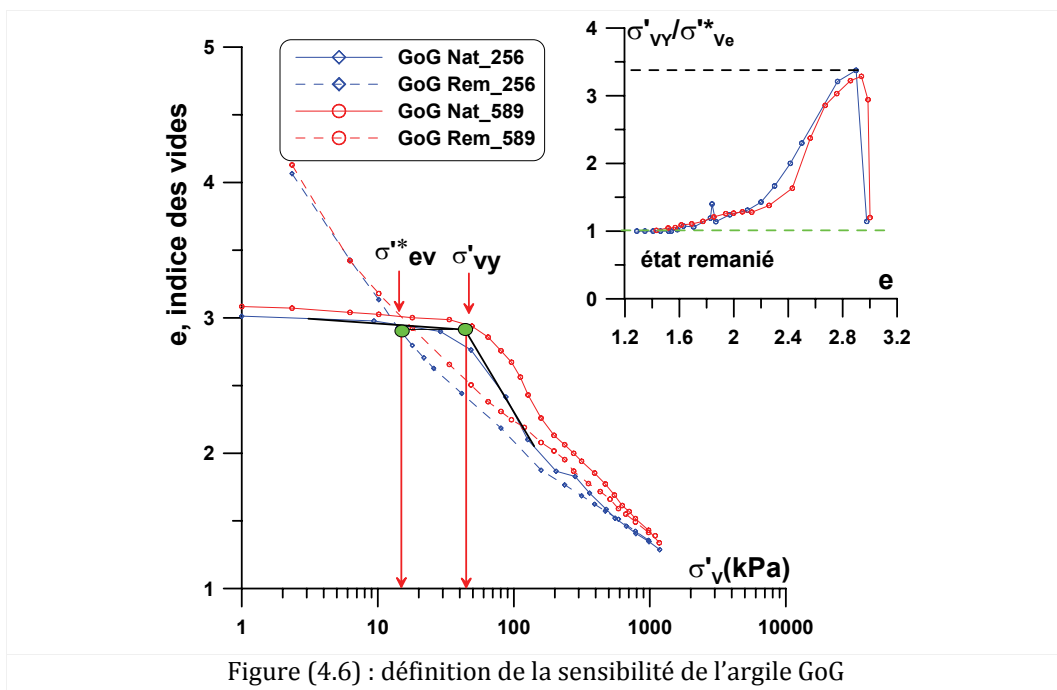 5
4
3
2
1
e, indice des vides
GoG Nat_256
GoG Rem_256
GoG Nat_589
GoG Rem_589
σ'*ev
σ'vy
σ'V(kPa)
1
10
100
1000
10000
σ'VY/σ'*Ve
4
3
2
1
0
état remanié
e
1.2
1.6
2
2.4
2.8
3.2
Figure (4.6) : définition de la sensibilité de l'argile GoG